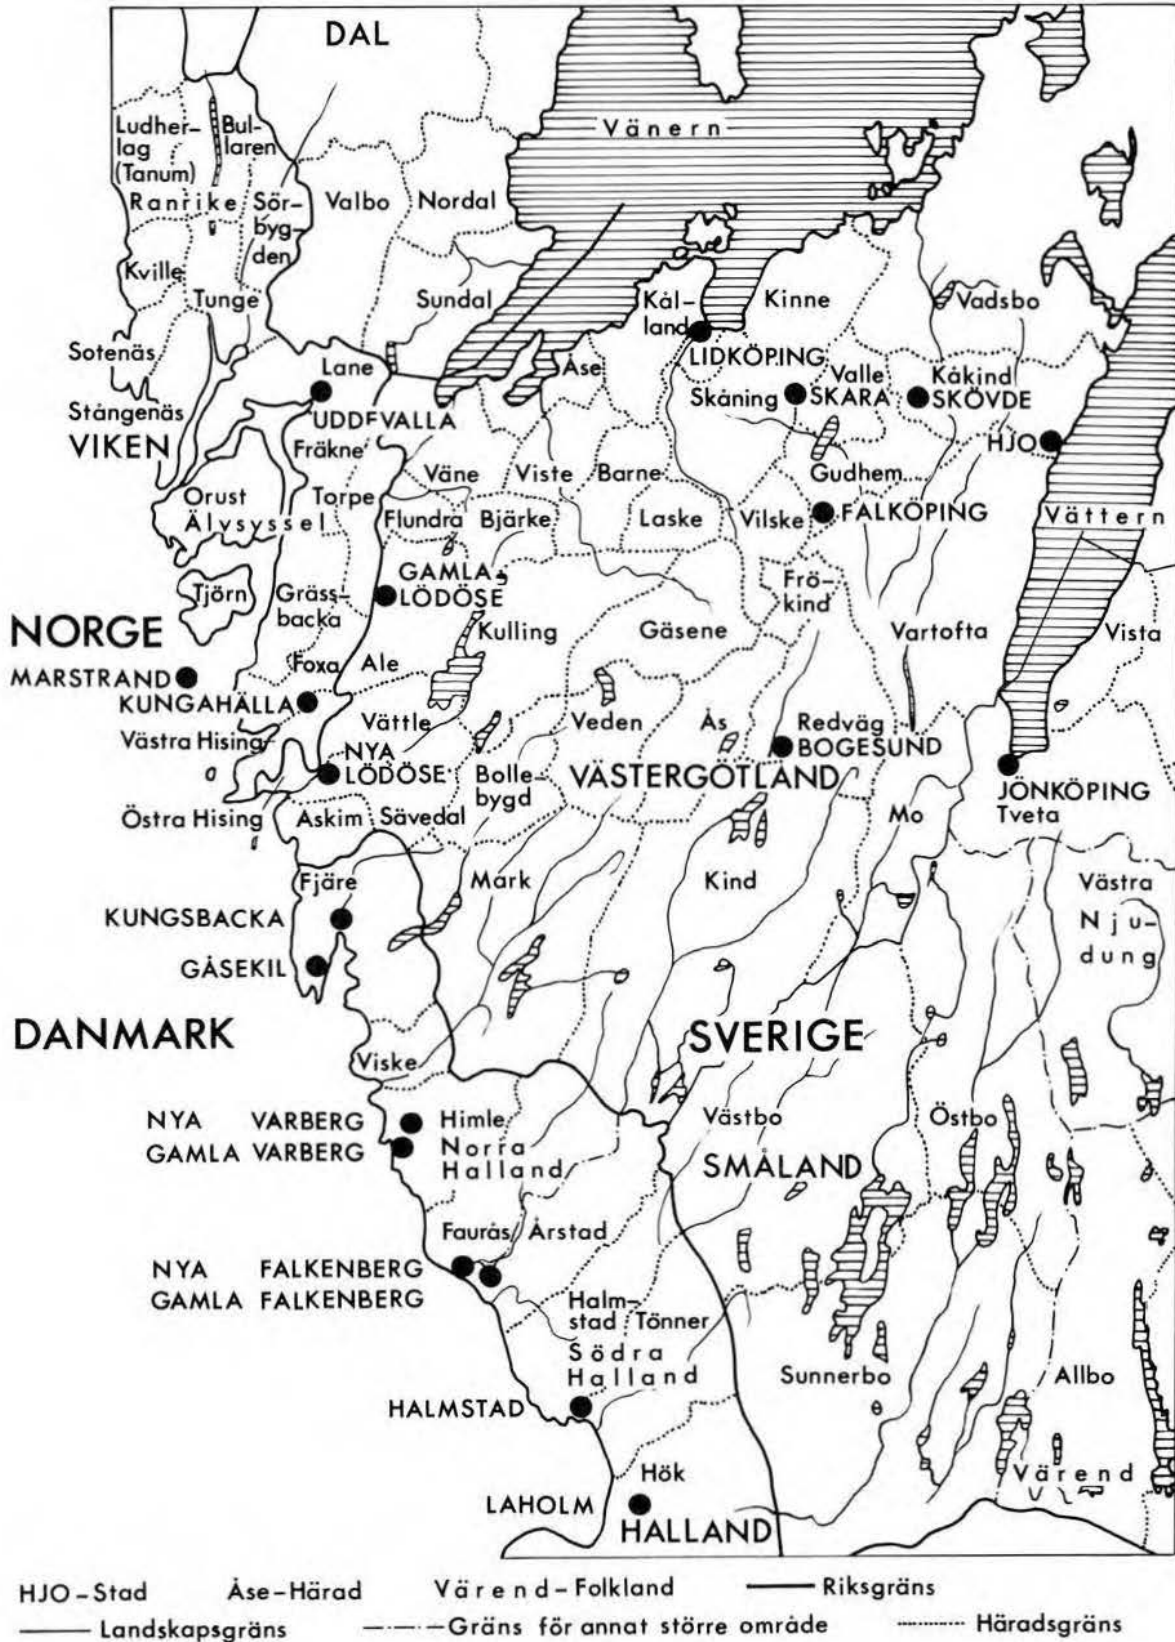 DAL
Vänern
Ludher-
lag
(Tanum)
Bul-
laren
Ranrike
Sör-
byg-
den
Valbo
Nordal
Kville
Tunge
Sundal
Kål-
land
Kinne
Vadsbo
Sotenäs
Lane
Åse
LIDKÖPING
Valle
Kåkind
Stångenäs
UDDEVALLA
Skåning
SKARA
SKÖVDE
VIKEN
Fräkne
HJO
Väne
Viste
Barne
Gudhem
Orust
Torpe
Älvsyssel
Flundra
Bjärke
Laske
Vilske
FALKÖPING
Vättern
Tjörn
Gräss-
backa
GAMLA
LÖDÖSE
Frö-
kind
NORGE
Kulling
Gäsene
Vartofta
Vista
MARSTRAND
Foxa
Ale
KUNGAHÄLLA
Vättle
Veden
Ås
Redväg
BOGESUND
Västra Hising
NYA
LÖDÖSE
Bolle-
bygd
VÄSTERGÖTLAND
JÖNKÖPING
Tveta
Östra Hising
Askim
Sävedal
Mo
Fjäre
Mark
Kind
Västra
Nju-
dung
KUNGSBACKA
GÅSEKIL
DANMARK
SVERIGE
Viske
NYA VARBERG
Himle
Västbo
Östbo
GAMLA VARBERG
Norra
Halland
SMÅLAND
Faurås
Årstad
NYA FALKENBERG
GAMLA FALKENBERG
Halm-
stad
Tönner
Södra
Halland
Sunnerbo
Allbo
HALMSTAD
Hök
Värend
LAHOLM
HALLAND
HJO-Stad Åse-Härad Värend-Folkland Riksgräns
Landskapsgräns Gräns för annat större område Häradsgräns